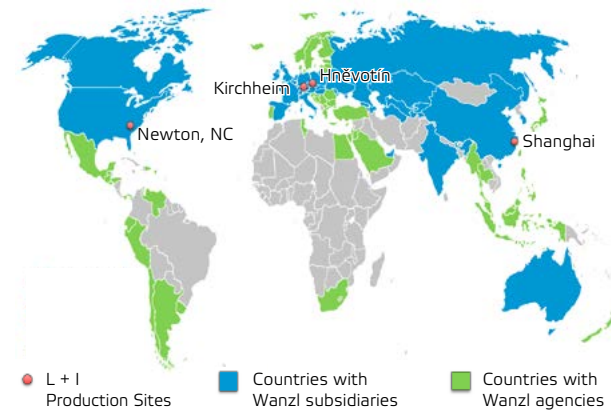 Hněvotín
Kirchheim
Newton, NC
Shanghai
L + I
Production Sites
Countries with
Wanzl subsidiaries
Countries with
Wanzl agencies